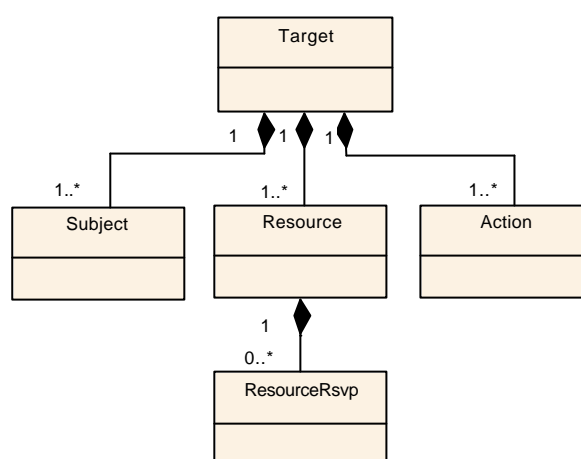 Target
1 1 1
1..* 1..* 1..*
Subject Resource Action
1
0..*
ResourceRsvp